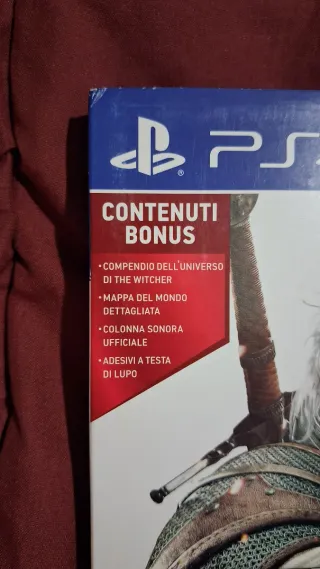 PS4
CONTENUTI
BONUS
• COMPENDIO DELL'UNIVERSO
DI THE WITCHER
• MAPPA DEL MONDO
DETTAGLIATA
• COLONNA SONORA
UFFICIALE
• ADESIVI A TESTA
DI LUPO